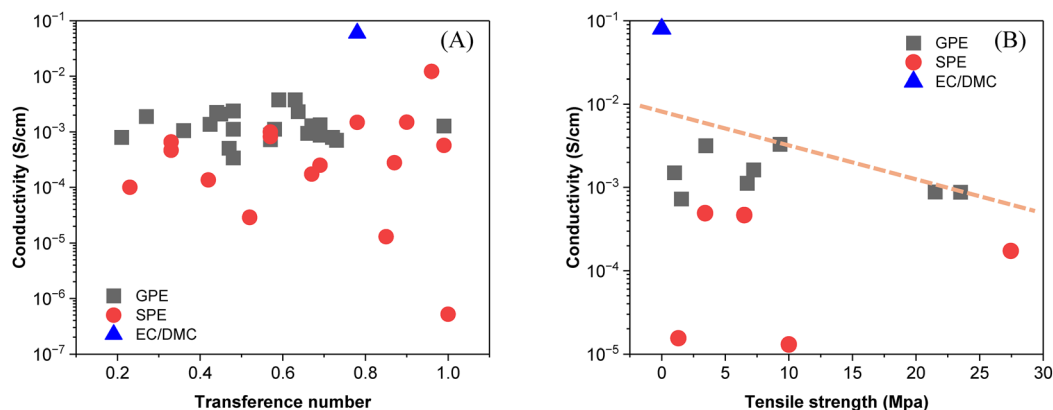 (A)
Conductivity (S/cm)
10⁻¹
10⁻²
10⁻³
10⁻⁴
10⁻⁵
10⁻⁶
10⁻⁷
GPE
SPE
EC/DMC
0.2 0.4 0.6 0.8 1.0
Transference number
(B)
Conductivity (S/cm)
10⁻¹
10⁻²
10⁻³
10⁻⁴
10⁻⁵
GPE
SPE
EC/DMC
0 5 10 15 20 25 30
Tensile strength (Mpa)